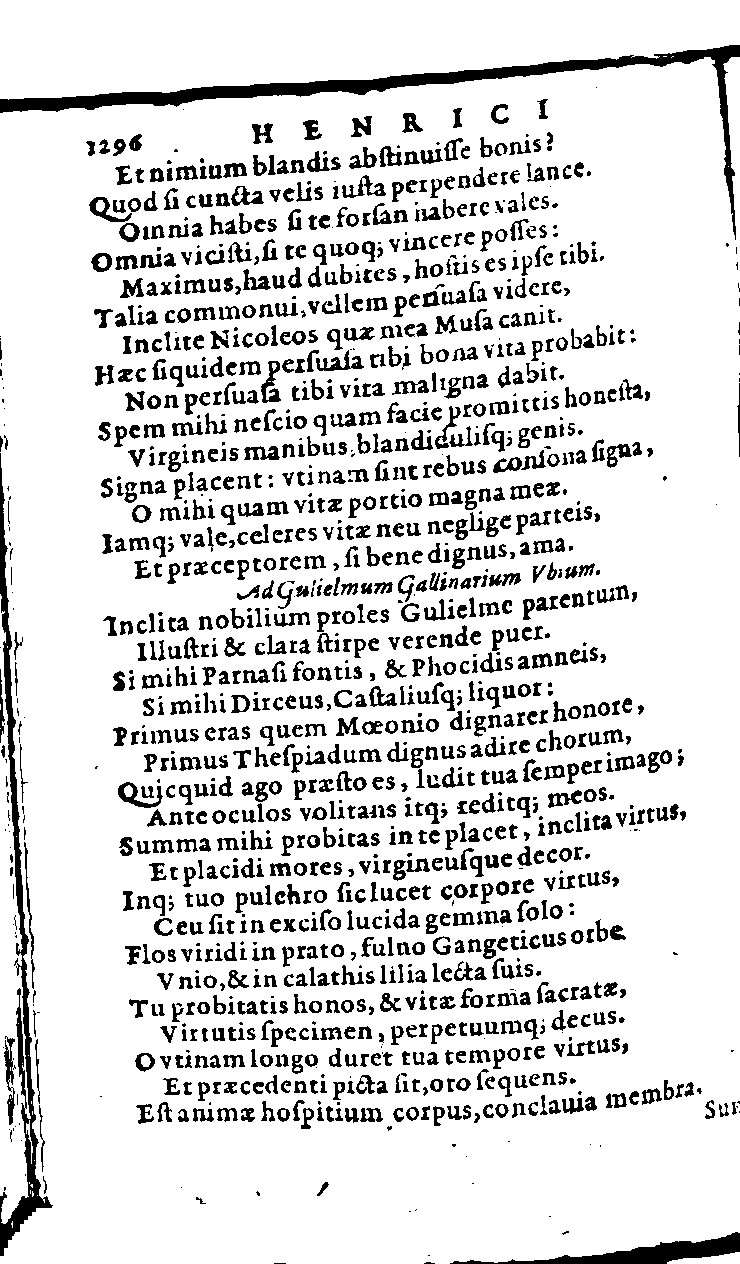 1296 HENRICI
Et nimium blandis abſtinuiſſe bonis?
Quod ſi cuncta velis iuſta perpendere lance.
Omnia habes ſi te forſan habere vales.
Omnia viciſti, ſi te quoq; vincere poſſes:
Maximus, haud dubites, hoſtis es ipſe tibi.
Talia commonui, vellem perſuaſa videre,
Inclite Nicoleos quæ mea Muſa canit.
Hæc ſiquidem perſuaſa tibi bona vita probabit:
Non perſuaſa tibi vita maligna dabit.
Spem mihi neſcio quam facie promittis honeſta,
Virgineis manibus, blandiduliſq; genis.
Signa placent: vtinam ſint rebus conſona ſigna,
O mihi quam vitæ portio magna meæ.
Iamq; vale, celeres vitæ neu neglige parteis,
Et præceptorem, ſi bene dignus, ama.
Ad Gulielmum Gallinarium Vbium.
Inclita nobilium proles Gulielme parentum,
Illuſtri & clara ſtirpe verende puer.
Si mihi Parnaſi fontis, & Phocidis amneis,
Si mihi Dirceus, Caſtaliuſq; liquor:
Primus eras quem Mœonio dignarer honore,
Primus Theſpiadum dignus adire chorum,
Quicquid ago præſto es, ludit tua ſemper imago;
Ante oculos volitans itq; reditq; meos.
Summa mihi probitas in te placet, inclita virtus,
Et placidi mores, virgineuſque decor.
Inq; tuo pulchro ſic lucet corpore virtus,
Ceu ſit in exciſo lucida gemma ſolo:
Flos viridi in prato, fuluo Gangeticus orbe
Vnio, & in calathis lilia lecta ſuis.
Tu probitatis honos, & vitæ forma ſacratæ,
Virtutis ſpecimen, perpetuumq; decus.
O vtinam longo duret tua tempore virtus,
Et præcedenti picta ſit, oro ſequens.
Eſt animæ hoſpitium corpus, conclauia membra.